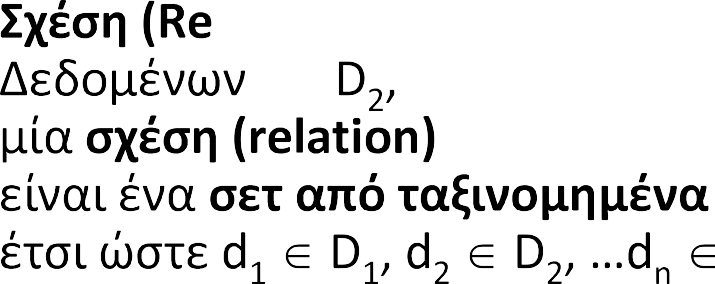 Σχέση (Re
Δεδομένων D₂,
μία σχέση (relation)
είναι ένα σετ από ταξινομημένα
έτσι ώστε d₁ ∈ D₁, d₂ ∈ D₂, ...dₙ ∈